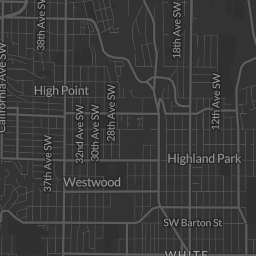 38th Ave SW
18th Ave SW
California Ave SW
High Point
28th Ave SW
12th Ave SW
32nd Ave SW
30th Ave SW
37th Ave SW
Highland Park
Westwood
SW Barton St
WHITE